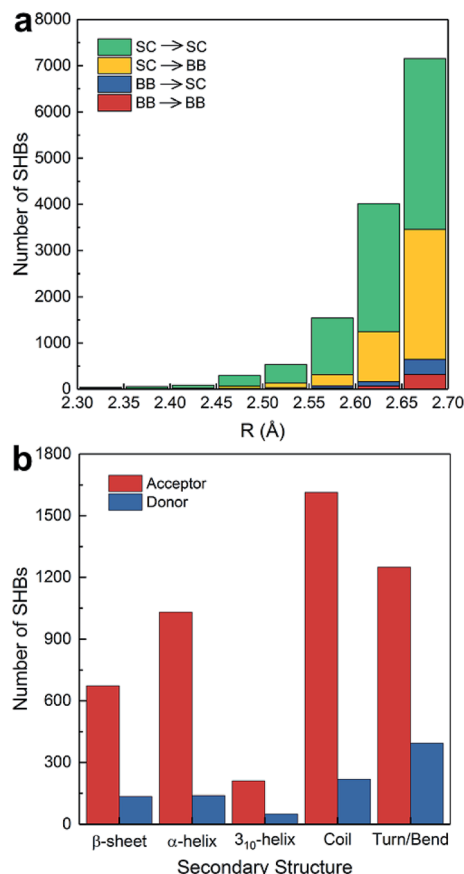 a
8000
7000
6000
5000
4000
3000
2000
1000
0
Number of SHBs
SC → SC
SC → BB
BB → SC
BB → BB
2.30 2.35 2.40 2.45 2.50 2.55 2.60 2.65 2.70
R (Å)
b
1800
1500
1200
900
600
300
0
Number of SHBs
Acceptor
Donor
β-sheet α-helix 3₁₀-helix Coil Turn/Bend
Secondary Structure